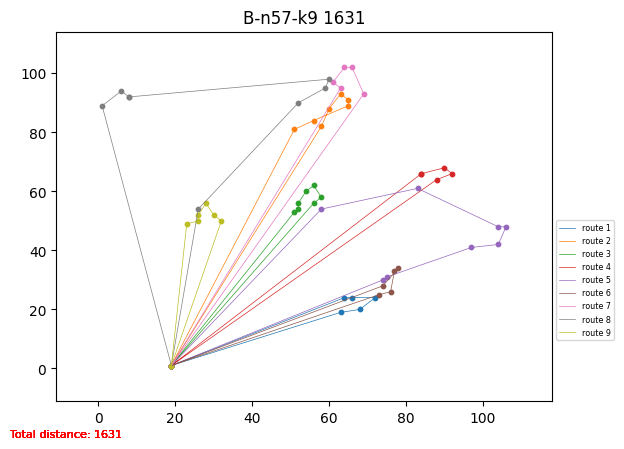 B-n57-k9 1631
100
80
60
40
20
0
0 20 40 60 80 100
route 1
route 2
route 3
route 4
route 5
route 6
route 7
route 8
route 9
Total distance: 1631